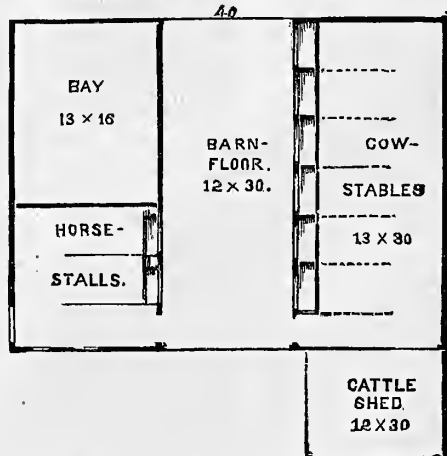 40
BAY
13 × 16
BARN-
FLOOR.
12 × 30.
COW-
STABLES
13 × 30
HORSE-
STALLS.
CATTLE
SHED.
12 × 30